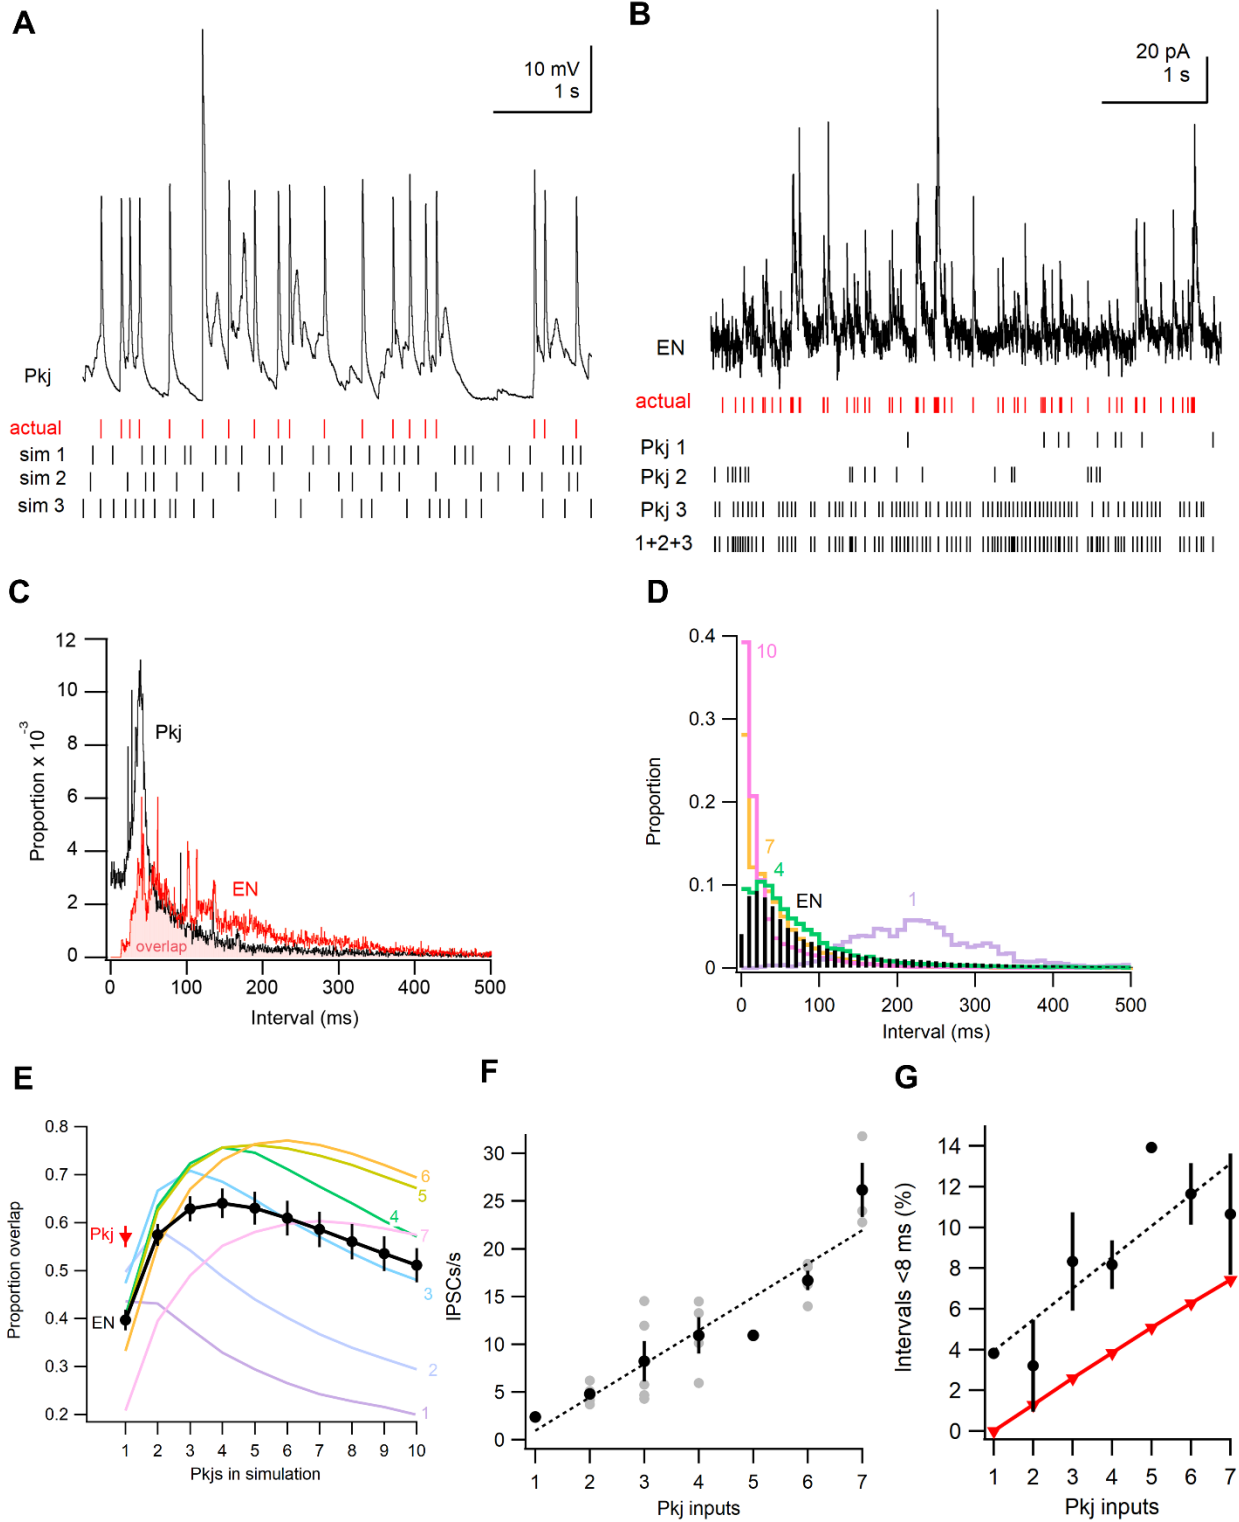 A
10 mV
1 s
Pkj
actual
sim 1
sim 2
sim 3
B
20 pA
1 s
EN
actual
Pkj 1
Pkj 2
Pkj 3
1+2+3
C
12
10
8
6
4
2
0
Proportion x 10⁻³
Pkj
EN
overlap
0
100
200
300
400
500
Interval (ms)
D
0.4
0.3
0.2
0.1
0
Proportion
10
7
4
EN
1
0
100
200
300
400
500
Interval (ms)
E
0.8
0.7
0.6
0.5
0.4
0.3
0.2
Proportion overlap
Pkj
EN
6
5
4
7
3
2
1
1
2
3
4
5
6
7
8
9
10
Pkjs in simulation
F
30
25
20
15
10
5
0
IPSCs/s
1
2
3
4
5
6
7
Pkj inputs
G
14
12
10
8
6
4
2
0
Intervals <8 ms (%)
1
2
3
4
5
6
7
Pkj inputs